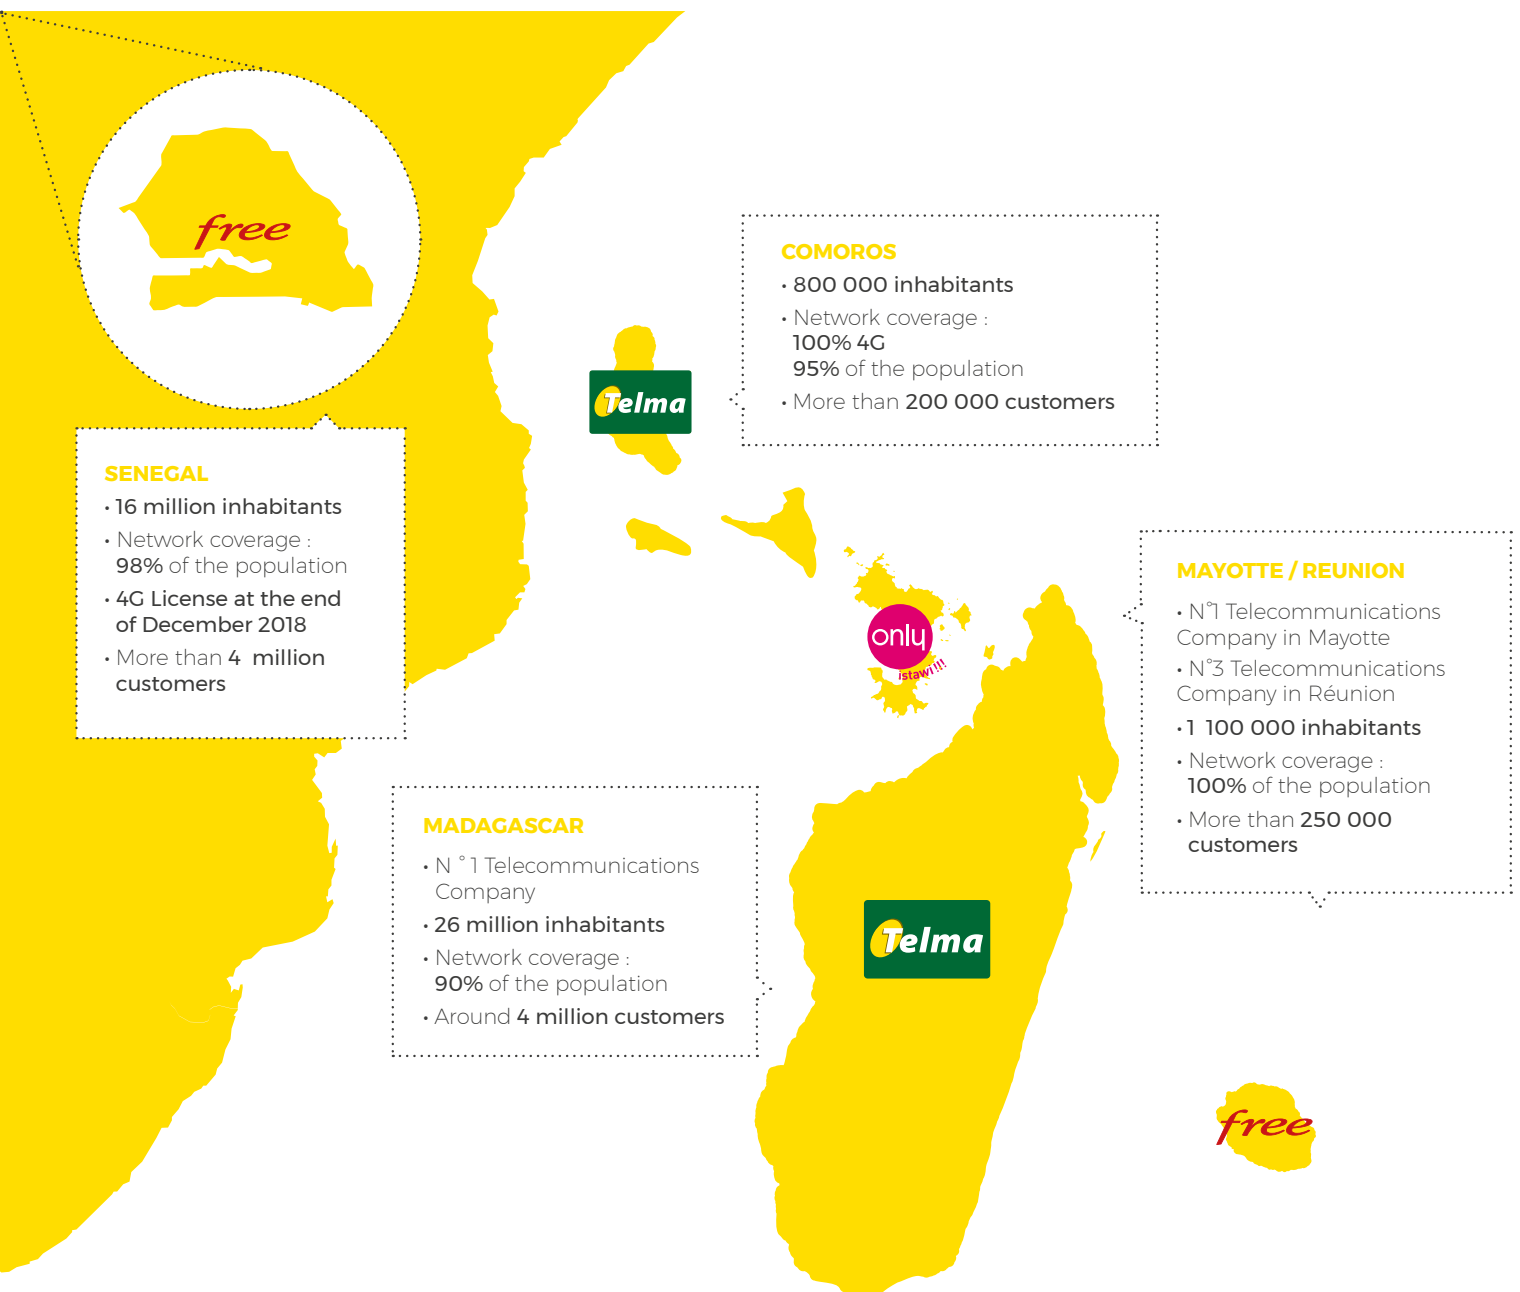 free
SENEGAL
• 16 million inhabitants
• Network coverage :
98% of the population
• 4G License at the end
of December 2018
• More than 4 million
customers
Telma
COMOROS
• 800 000 inhabitants
• Network coverage :
100% 4G
95% of the population
• More than 200 000 customers
only
istawi !!!
MAYOTTE / REUNION
• N°1 Telecommunications
Company in Mayotte
• N°3 Telecommunications
Company in Réunion
• 1 100 000 inhabitants
• Network coverage :
100% of the population
• More than 250 000
customers
MADAGASCAR
• N ° 1 Telecommunications
Company
• 26 million inhabitants
• Network coverage :
90% of the population
• Around 4 million customers
Telma
free